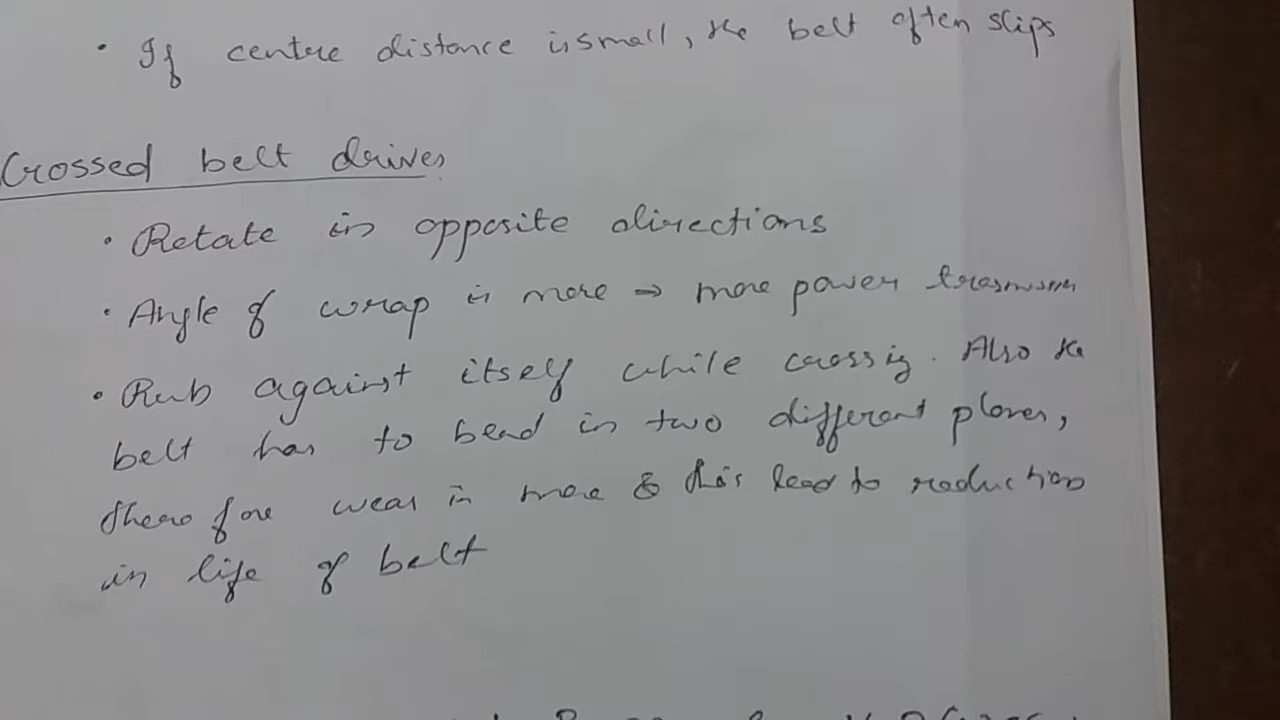 • If centre distance is small, the belt often slips
Crossed belt drives
• Rotate in opposite directions
• Angle of wrap is more → more power
• Rub against itself while crossig. Also the
belt has to bend in two different planes,
therefore wear is more & this lead to reduction
in life of belt